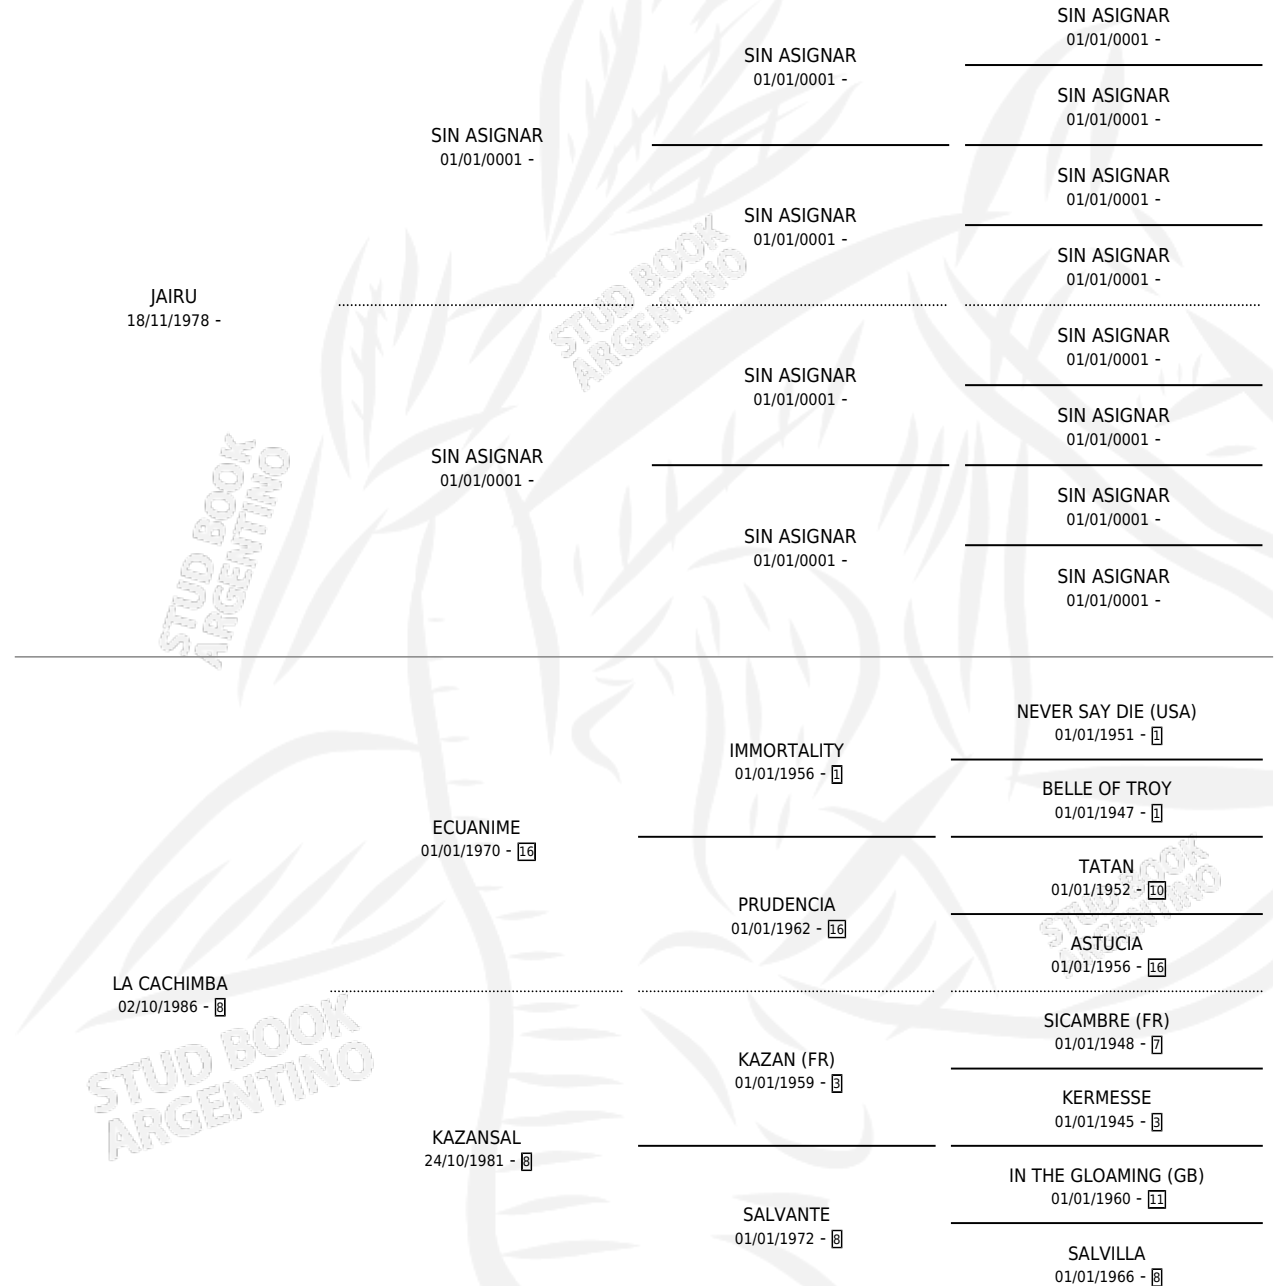 SIN ASIGNAR
01/01/0001 -
SIN ASIGNAR
01/01/0001 -
SIN ASIGNAR
01/01/0001 -
SIN ASIGNAR
01/01/0001 -
SIN ASIGNAR
01/01/0001 -
SIN ASIGNAR
01/01/0001 -
SIN ASIGNAR
01/01/0001 -
STUD BOOK
ARGENTINO
JAIRU
18/11/1978 -
SIN ASIGNAR
01/01/0001 -
SIN ASIGNAR
01/01/0001 -
SIN ASIGNAR
01/01/0001 -
SIN ASIGNAR
01/01/0001 -
SIN ASIGNAR
01/01/0001 -
SIN ASIGNAR
01/01/0001 -
SIN ASIGNAR
01/01/0001 -
STUD BOOK
ARGENTINO
NEVER SAY DIE (USA)
01/01/1951 - 1
IMMORTALITY
01/01/1956 - 1
BELLE OF TROY
01/01/1947 - 1
ECUANIME
01/01/1970 - 16
TATAN
01/01/1952 - 10
PRUDENCIA
01/01/1962 - 16
STUD BOOK
ARGENTINO
ASTUCIA
01/01/1956 - 16
LA CACHIMBA
02/10/1986 - 8
SICAMBRE (FR)
01/01/1948 - 7
KAZAN (FR)
01/01/1959 - 3
STUD BOOK
ARGENTINO
KERMESSE
01/01/1945 - 3
KAZANSAL
24/10/1981 - 8
IN THE GLOAMING (GB)
01/01/1960 - 11
SALVANTE
01/01/1972 - 8
SALVILLA
01/01/1966 - 8